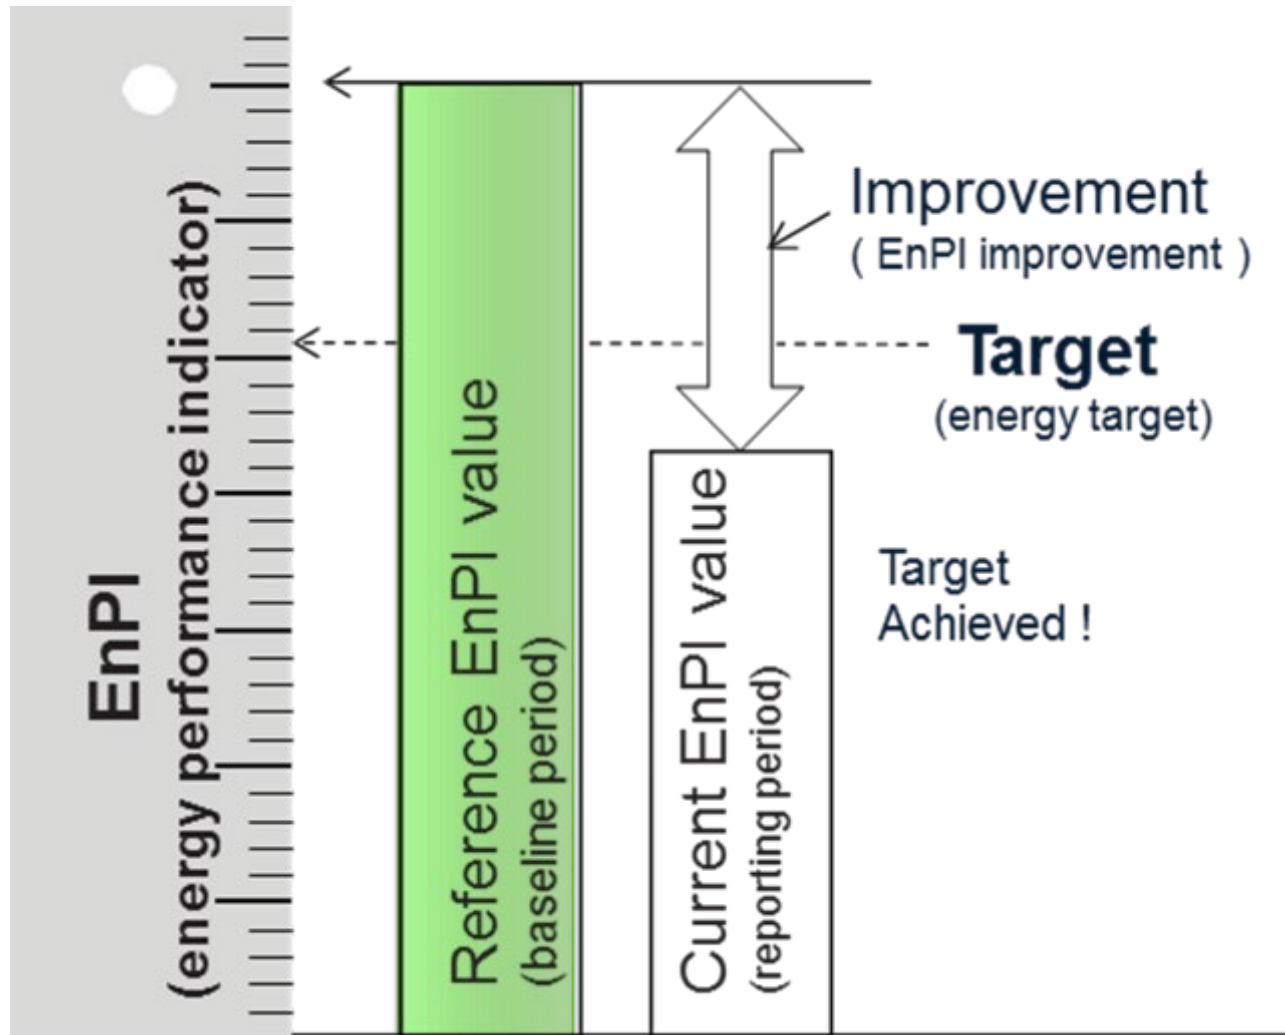 EnPI
(energy performance indicator)
Reference EnPI value
(baseline period)
Current EnPI value
(reporting period)
Improvement
( EnPI improvement )
Target
(energy target)
Target
Achieved !